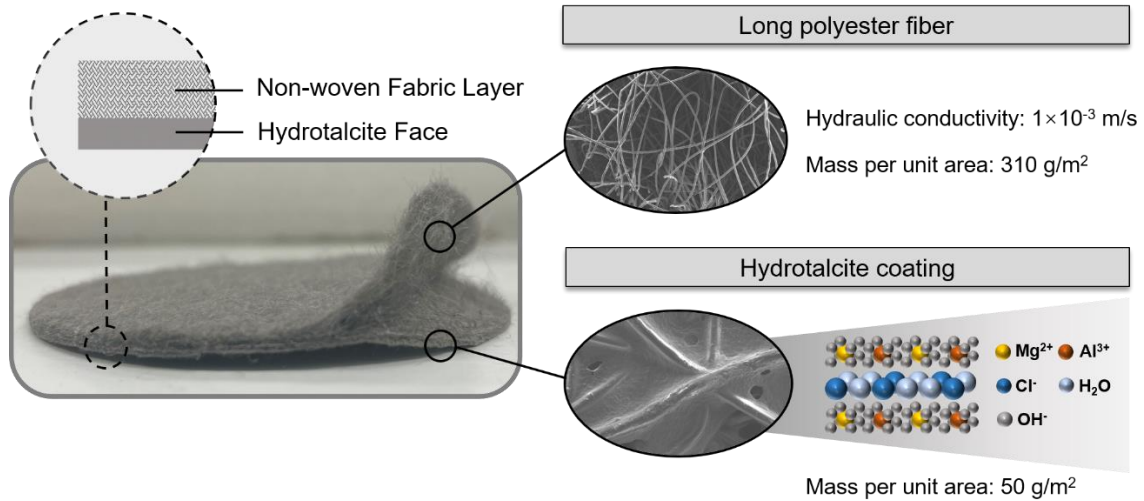 Long polyester fiber
Non-woven Fabric Layer
Hydrotalcite Face
Hydraulic conductivity: 1×10⁻³ m/s
Mass per unit area: 310 g/m²
Hydrotalcite coating
Mg²⁺ Al³⁺
Cl⁻ H₂O
OH⁻
Mass per unit area: 50 g/m²